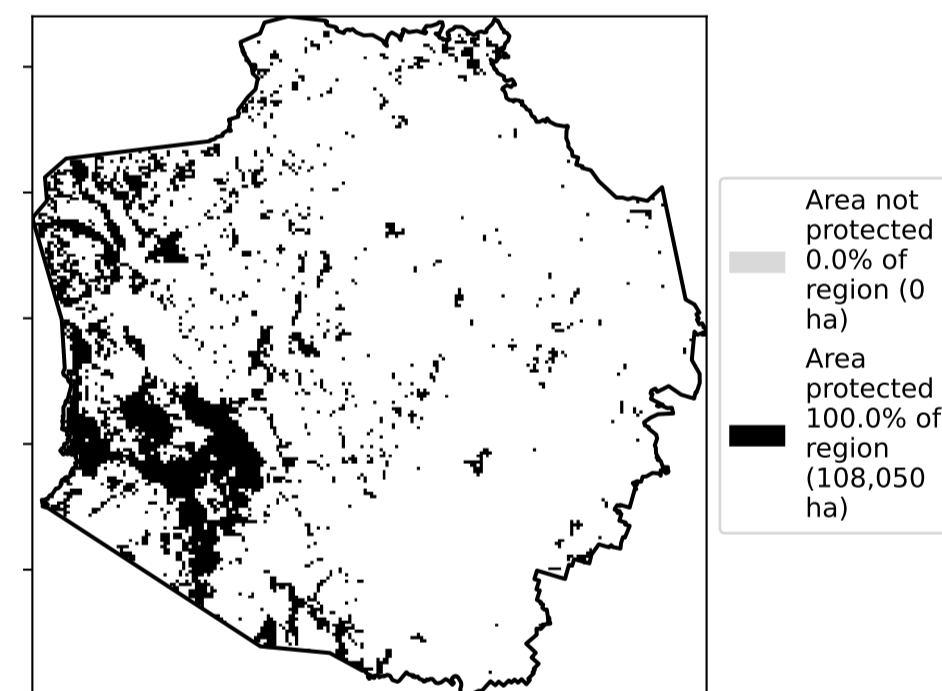 Area not
protected
0.0% of
region (0
ha)
Area
protected
100.0% of
region
(108,050
ha)